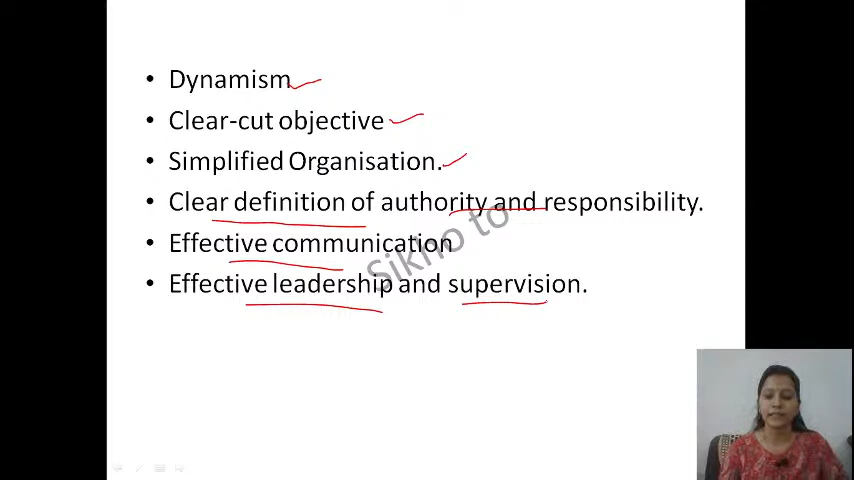 • Dynamism
• Clear-cut objective
• Simplified Organisation.
• Clear definition of authority and responsibility.
• Effective communication
• Effective leadership and supervision.
Sikho to